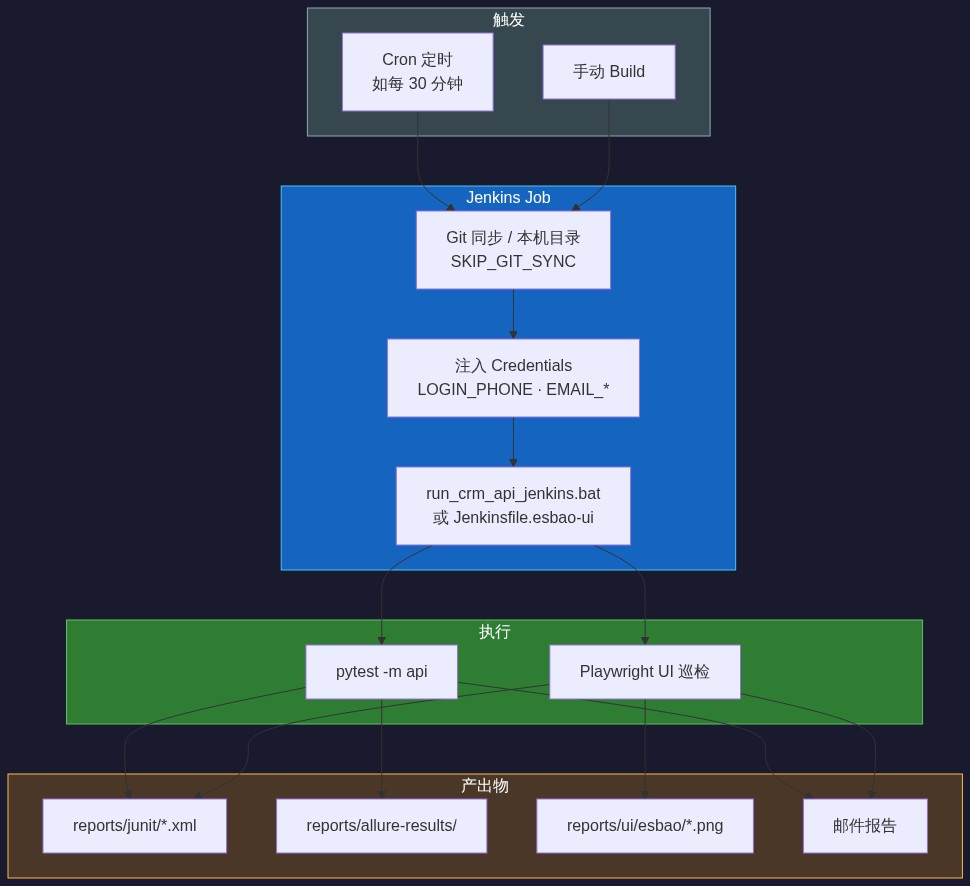 触发
Cron 定时
如每 30 分钟
手动 Build
Jenkins Job
Git 同步 / 本机目录
SKIP_GIT_SYNC
注入 Credentials
LOGIN_PHONE · EMAIL_*
run_crm_api_jenkins.bat
或 Jenkinsfile.esbao-ui
执行
pytest -m api
Playwright UI 巡检
产出物
reports/junit/*.xml
reports/allure-results/
reports/ui/esbao/*.png
邮件报告